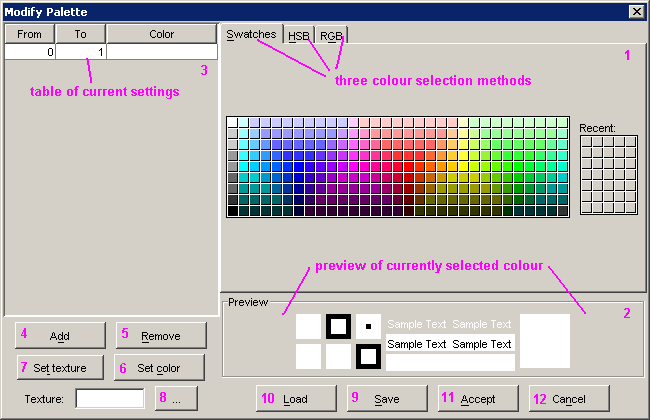 Modify Palette
From To Color
0 1
3
table of current settings
Swatches HSB RGB
1
three colour selection methods
Recent:
preview of currently selected colour
Preview
2
Sample Text Sample Text
Sample Text Sample Text
4 Add 5 Remove
7 Set texture 6 Set color
Texture: 8 ...
10 Load 9 Save 11 Accept 12 Cancel